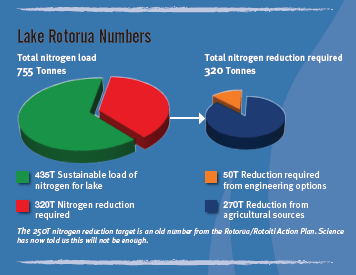 Lake Rotorua Numbers
Total nitrogen load
755 Tonnes
Total nitrogen reduction required
320 Tonnes
435T Sustainable load of
nitrogen for lake
320T Nitrogen reduction
required
50T Reduction required
from engineering options
270T Reduction from
agricultural sources
The 250T nitrogen reduction target is an old number from the Rotorua/Rotoiti Action Plan. Science
has now told us this will not be enough.